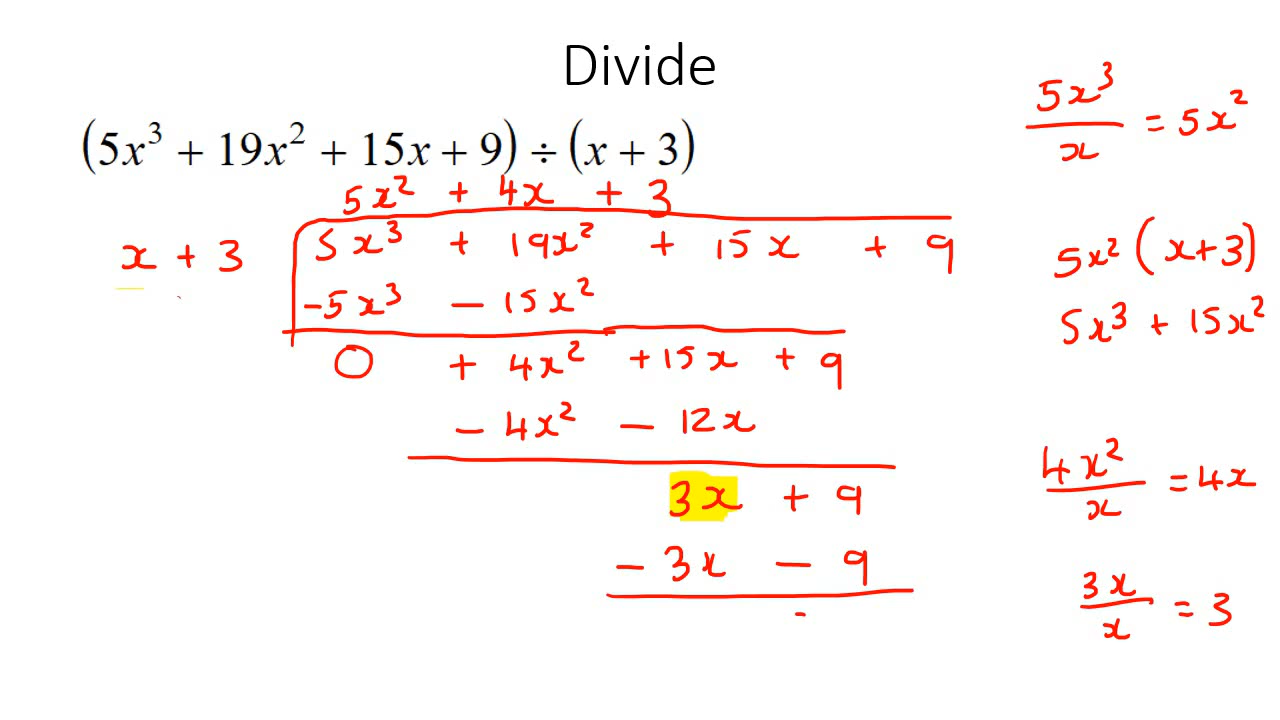 Divide
(5x³ + 19x² + 15x + 9) ÷ (x + 3)
5x² + 4x + 3
x + 3 5x³ + 19x² + 15x + 9
-5x³ - 15x²
0 + 4x² + 15x + 9
- 4x² - 12x
3x + 9
- 3x - 9
-
5x³/x = 5x²
5x² (x+3)
5x³ + 15x²
4x²/x = 4x
3x/x = 3